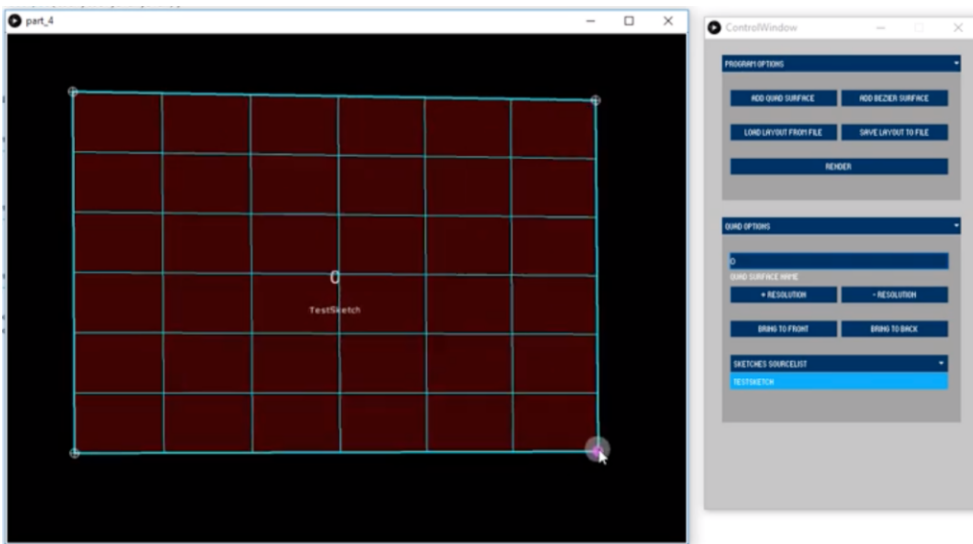 part_4
0
TestSketch
ControlWindow
PROGRAM OPTIONS
ADD QUAD SURFACE
ADD BEZIER SURFACE
LOAD LAYOUT FROM FILE
SAVE LAYOUT TO FILE
RENDER
QUAD OPTIONS
0
QUAD SURFACE NAME
+ RESOLUTION
- RESOLUTION
BRING TO FRONT
BRING TO BACK
SKETCHES SOURCELIST
TESTSKETCH